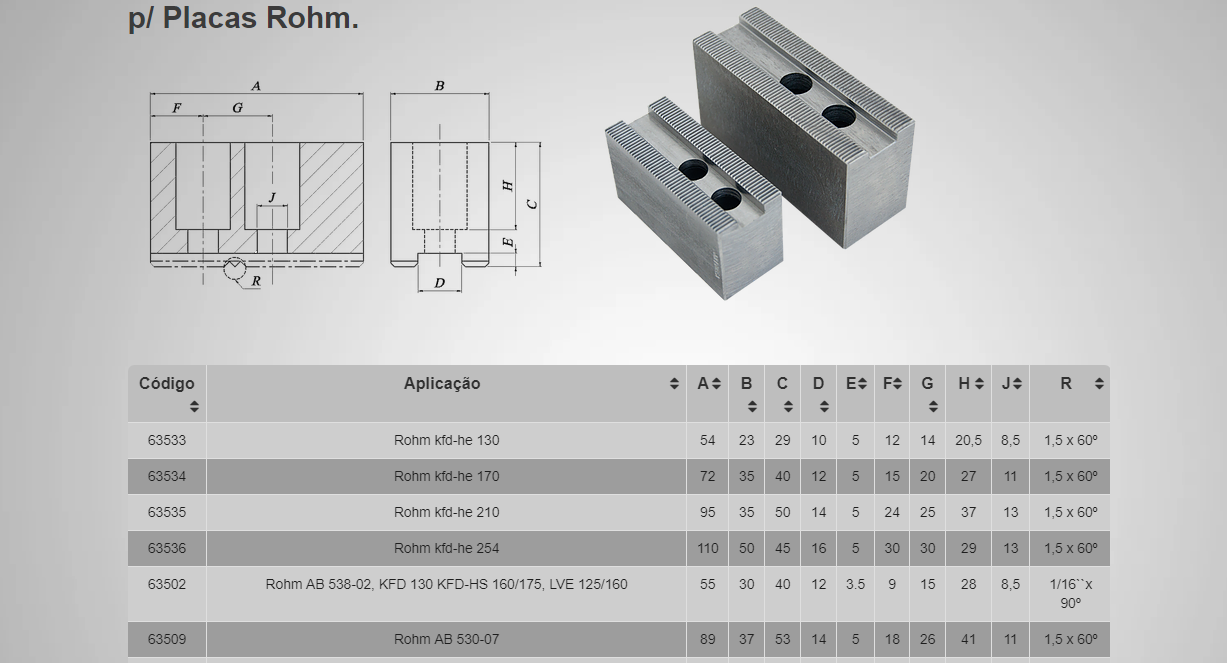 p/ Placas Rohm.
A
B
F
G
J
H
C
E
R
D
Código Aplicação A B C D E F G H J R
63533 Rohm kfd-he 130 54 23 29 10 5 12 14 20,5 8,5 1,5 x 60º
63534 Rohm kfd-he 170 72 35 40 12 5 15 20 27 11 1,5 x 60º
63535 Rohm kfd-he 210 95 35 50 14 5 24 25 37 13 1,5 x 60º
63536 Rohm kfd-he 254 110 50 45 16 5 30 30 29 13 1,5 x 60º
63502 Rohm AB 538-02, KFD 130 KFD-HS 160/175, LVE 125/160 55 30 40 12 3.5 9 15 28 8,5 1/16``x
90º
63509 Rohm AB 530-07 89 37 53 14 5 18 26 41 11 1,5 x 60º